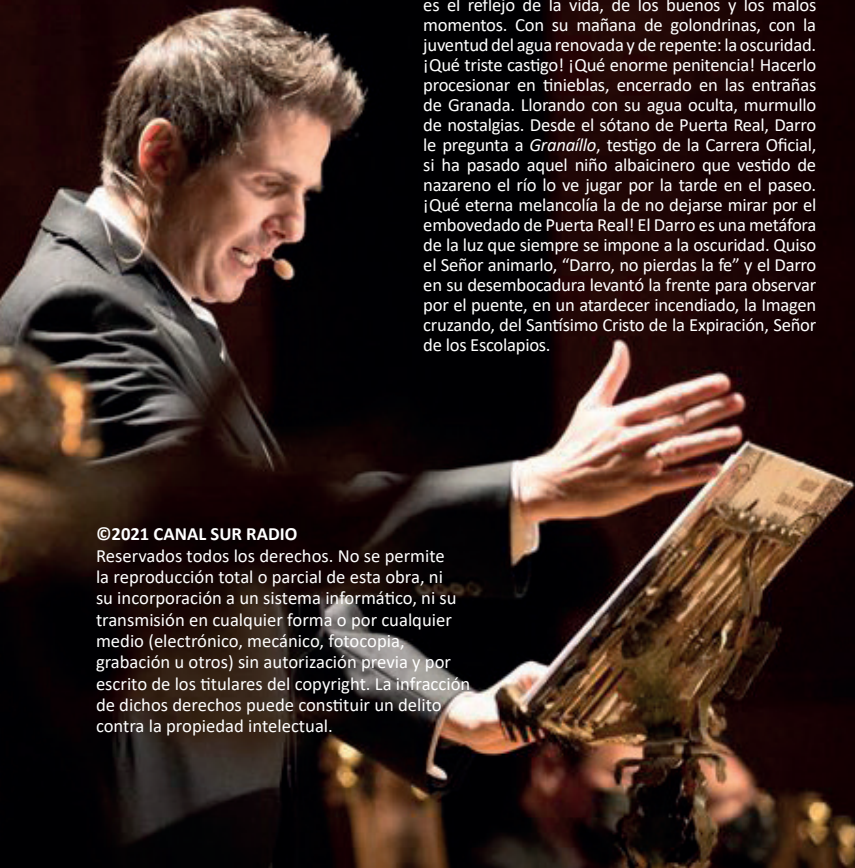 es el reflejo de la vida, de los buenos y los malos
momentos. Con su mañana de golondrinas, con la
juventud del agua renovada y de repente: la oscuridad.
¡Qué triste castigo! ¡Qué enorme penitencia! Hacerlo
procesionar en tinieblas, encerrado en las entrañas
de Granada. Llorando con su agua oculta, murmullo
de nostalgias. Desde el sótano de Puerta Real, Darro
le pregunta a Granaíllo, testigo de la Carrera Oficial,
si ha pasado aquel niño albaicinero que vestido de
nazareno el río lo ve jugar por la tarde en el paseo.
¡Qué eterna melancolía la de no dejarse mirar por el
embovedado de Puerta Real! El Darro es una metáfora
de la luz que siempre se impone a la oscuridad. Quiso
el Señor animarlo, “Darro, no pierdas la fe” y el Darro
en su desembocadura levantó la frente para observar
por el puente, en un atardecer incendiado, la Imagen
cruzando, del Santísimo Cristo de la Expiración, Señor
de los Escolapios.
©2021 CANAL SUR RADIO
Reservados todos los derechos. No se permite
la reproducción total o parcial de esta obra, ni
su incorporación a un sistema informático, ni su
transmisión en cualquier forma o por cualquier
medio (electrónico, mecánico, fotocopia,
grabación u otros) sin autorización previa y por
escrito de los titulares del copyright. La infracción
de dichos derechos puede constituir un delito
contra la propiedad intelectual.